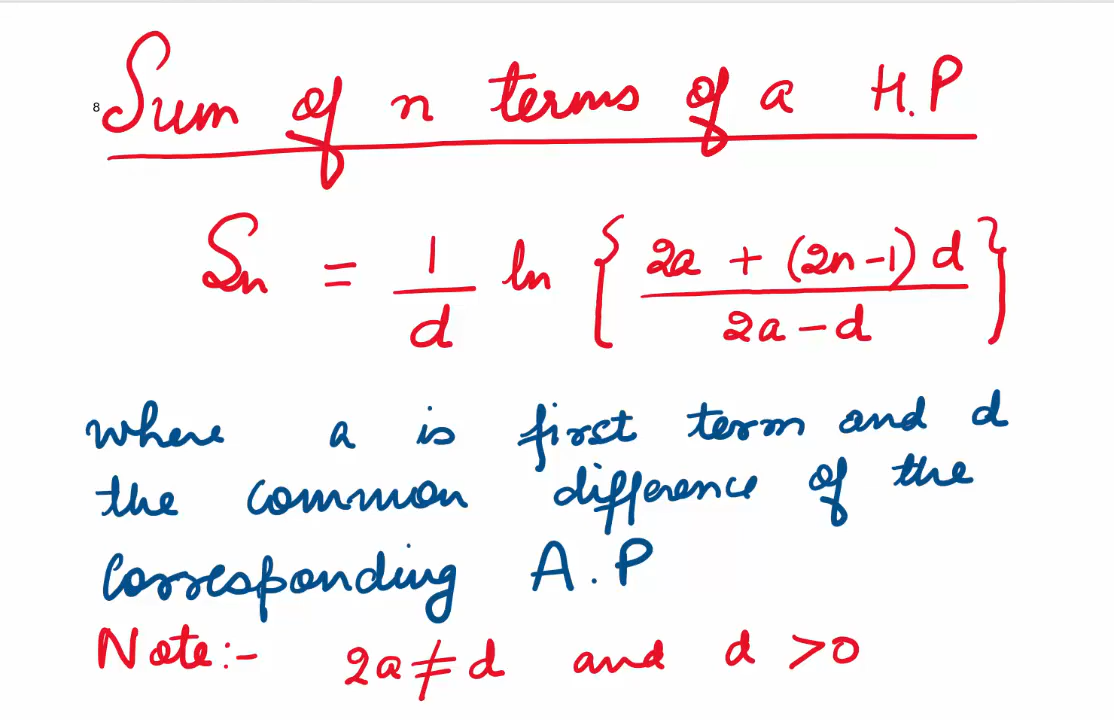 8
Sum of n terms of a H.P
Sn = 1/d ln { (2a + (2n-1)d) / (2a-d) }
where a is first term and d
the common difference of the
corresponding A.P
Note:- 2a ≠ d and d > 0